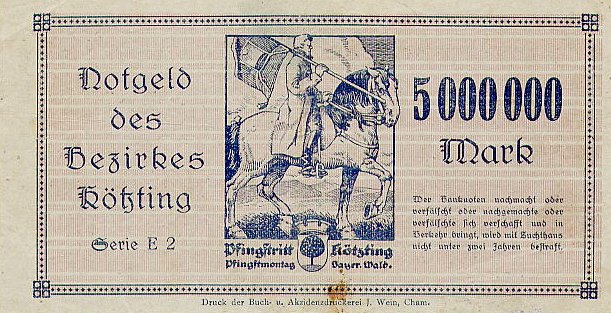 Notgeld
des
Bezirkes
Kötzting
Serie E 2
Pfingstritt Kötzting
Pfingstmontag Bayer. Wald.
5 000 000
Mark
Wer Banknoten nachmacht oder
verfälscht oder nachgemachte oder
verfälschte sich verschafft und in
Verkehr bringt, wird mit Zuchthaus
nicht unter zwei Jahren bestraft.
Druck der Buch- u. Akzidenzdruckerei J. Wein, Cham.